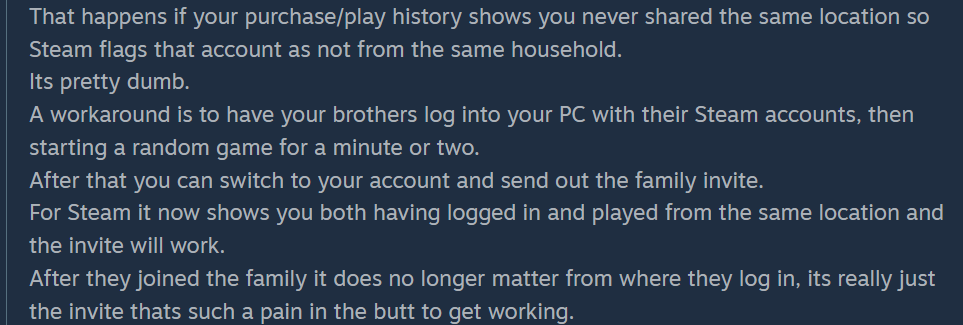 That happens if your purchase/play history shows you never shared the same location so
Steam flags that account as not from the same household.
Its pretty dumb.
A workaround is to have your brothers log into your PC with their Steam accounts, then
starting a random game for a minute or two.
After that you can switch to your account and send out the family invite.
For Steam it now shows you both having logged in and played from the same location and
the invite will work.
After they joined the family it does no longer matter from where they log in, its really just
the invite thats such a pain in the butt to get working.